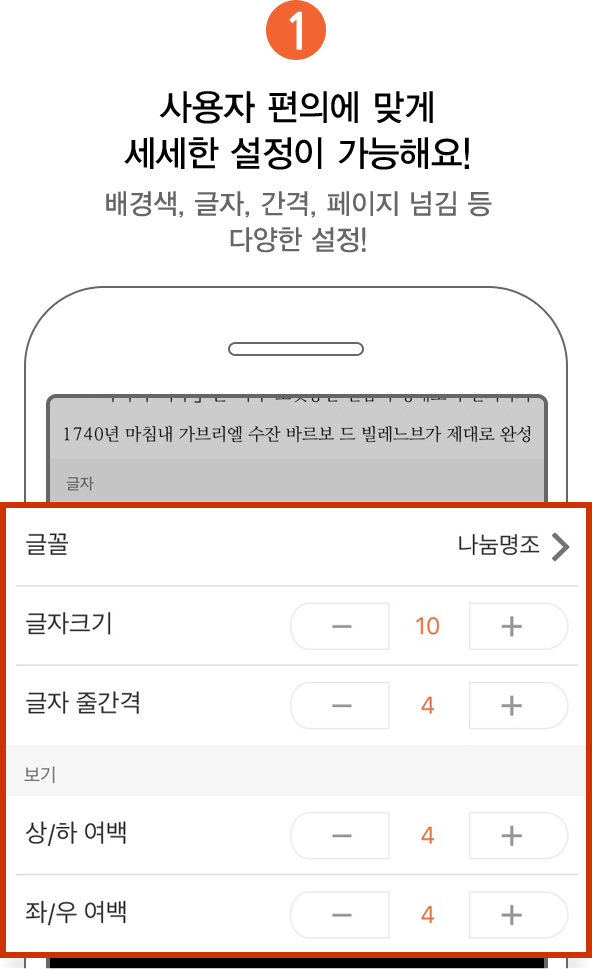 1
사용자 편의에 맞게
세세한 설정이 가능해요!
배경색, 글자, 간격, 페이지 넘김 등
다양한 설정!
1740년 마침내 가브리엘 수잔 바르보 드 빌레느브가 제대로 완성
글자
글꼴 나눔명조
글자크기 − 10 +
글자 줄간격 − 4 +
보기
상/하 여백 − 4 +
좌/우 여백 − 4 +